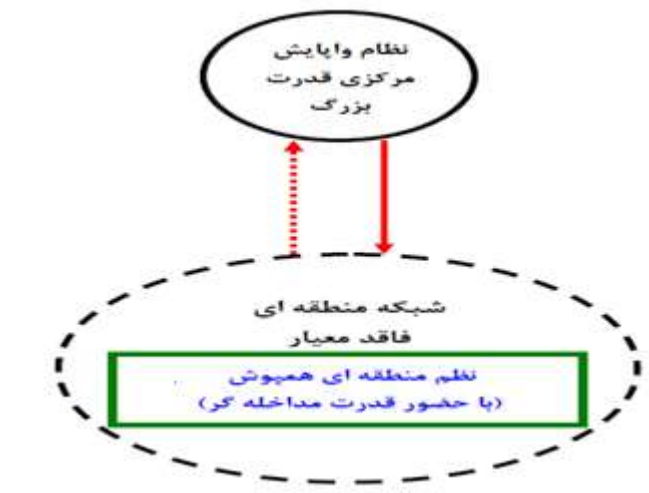 نظام واپایش
مرکزی قدرت
بزرگ
شبکه منطقه ای
فاقد معیار
نظم منطقه ای همپوش
(با حضور قدرت مداخله گر)